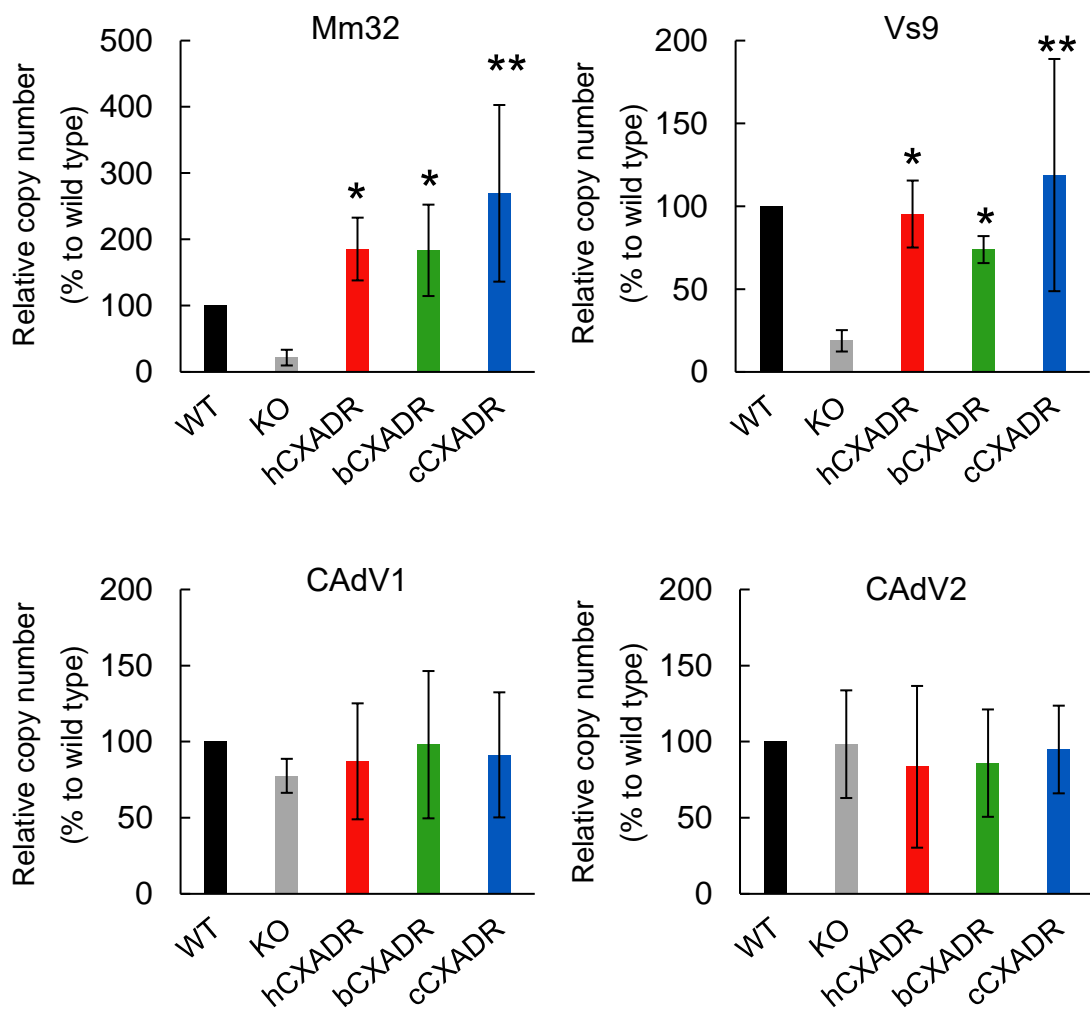 Mm32
Relative copy number
(% to wild type)
500
400
300
200
100
0
*
*
**
WT
KO
hCXADR
bCXADR
cCXADR
Vs9
Relative copy number
(% to wild type)
200
150
100
50
0
*
*
**
WT
KO
hCXADR
bCXADR
cCXADR
CAdV1
Relative copy number
(% to wild type)
200
150
100
50
0
WT
KO
hCXADR
bCXADR
cCXADR
CAdV2
Relative copy number
(% to wild type)
200
150
100
50
0
WT
KO
hCXADR
bCXADR
cCXADR